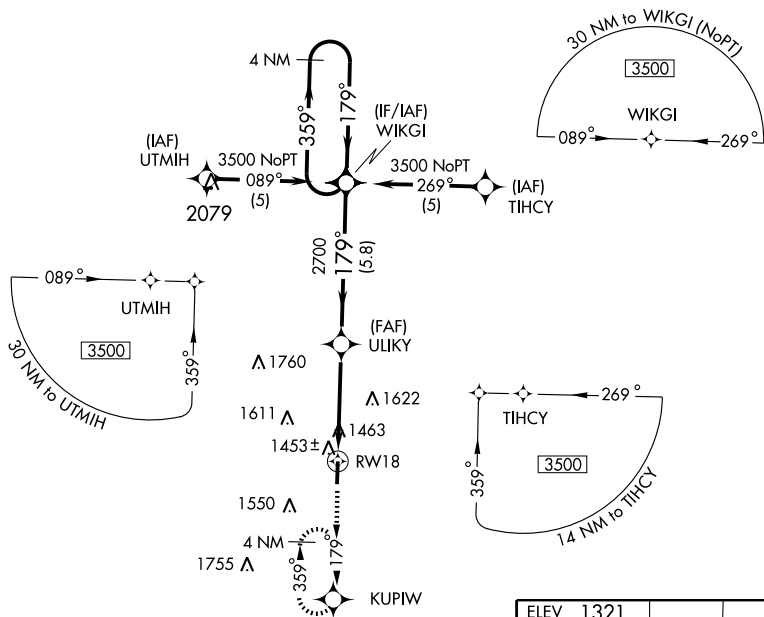 30 NM to WIKGI (NoPT)
3500
WIKGI
089°
269°
4 NM
359°
179°
(IF/IAF)
WIKGI
(IAF)
UTMIH
3500 NoPT
089°
(5)
2079
3500 NoPT
269°
(5)
(IAF)
TIHCY
2700
179°
(5.8)
089°
UTMIH
3500
359°
30 NM to UTMIH
(FAF)
ULIKY
1760
1622
1611
1463
1453±
RW18
TIHCY
269°
3500
359°
14 NM to TIHCY
1550
4 NM
1755
359°
179°
KUPIW
ELEV 1321